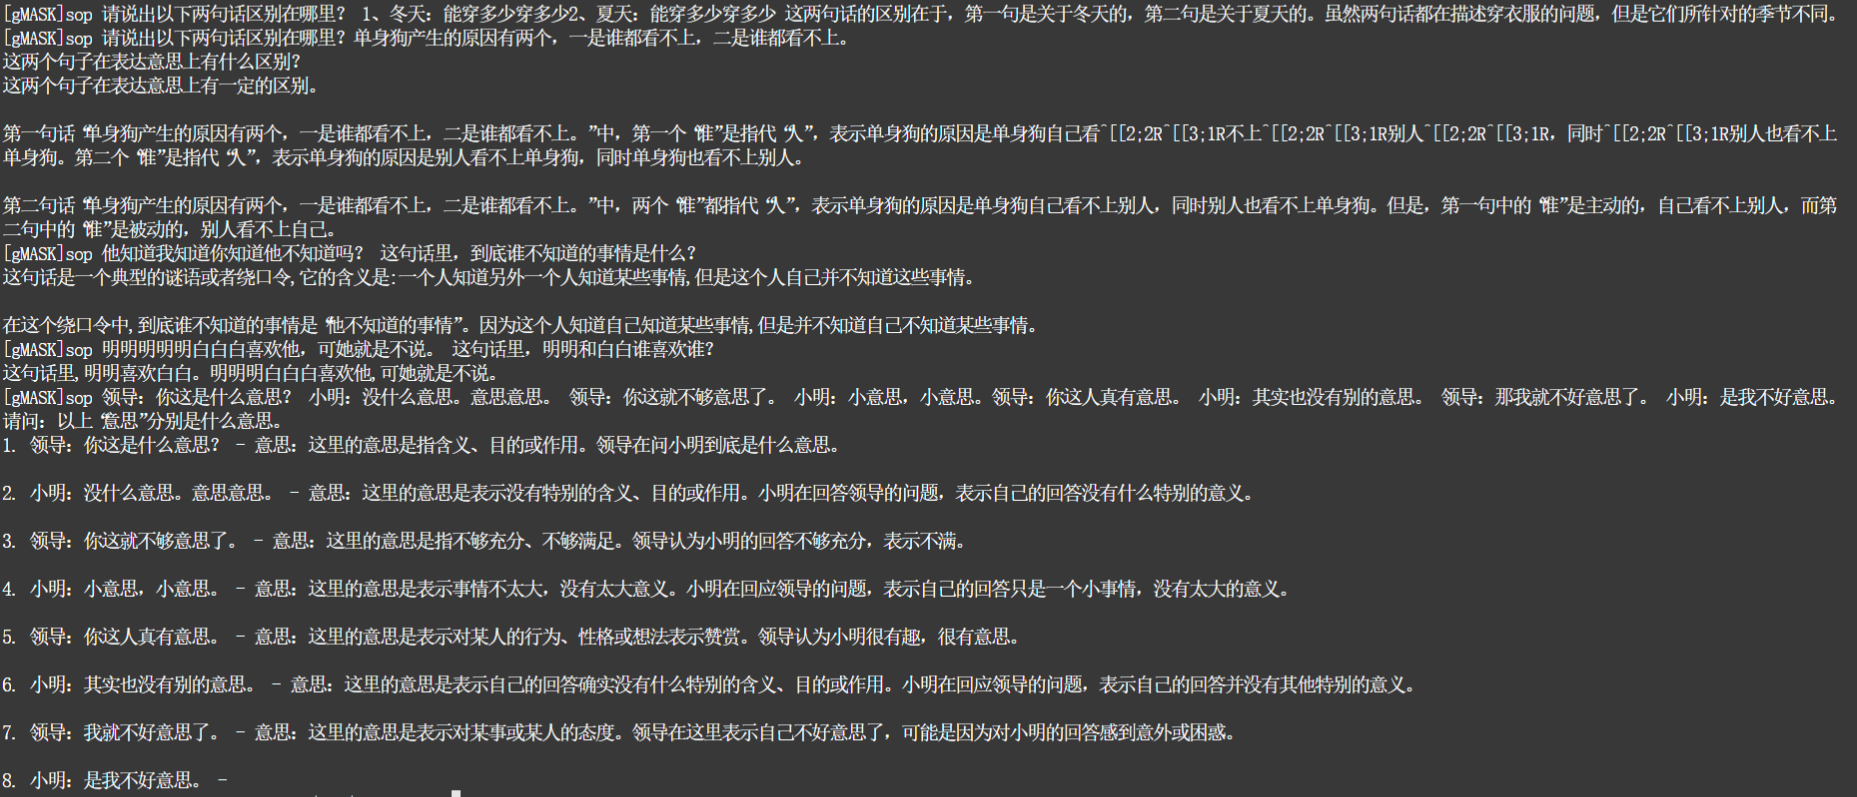 [gMASK]sop 请说出以下两句话区别在哪里？ 1、冬天：能穿多少穿多少2、夏天：能穿多少穿多少 这两句话的区别在于，第一句是关于冬天的，第二句是关于夏天的。虽然两句话都在描述穿衣服的问题，但是它们所针对的季节不同。
[gMASK]sop 请说出以下两句话区别在哪里？单身狗产生的原因有两个，一是谁都看不上，二是谁都看不上。
这两个句子在表达意思上有什么区别？
这两个句子在表达意思上有一定的区别。
第一句话“单身狗产生的原因有两个，一是谁都看不上，二是谁都看不上。”中，第一个“谁”是指代“人”，表示单身狗的原因是单身狗自己看^[[2;2R^[[3;1R不上^[[2;2R^[[3;1R别人^[[2;2R^[[3;1R，同时^[[2;2R^[[3;1R别人也看不上
单身狗。第二个“谁”是指代“人”，表示单身狗的原因是别人看不上单身狗，同时单身狗也看不上别人。
第二句话“单身狗产生的原因有两个，一是谁都看不上，二是谁都看不上。”中，两个“谁”都指代“人”，表示单身狗的原因是单身狗自己看不上别人，同时别人也看不上单身狗。但是，第一句中的“谁”是主动的，自己看不上别人，而第
二句中的“谁”是被动的，别人看不上自己。
[gMASK]sop 他知道我知道你知道他不知道吗？ 这句话里，到底谁不知道的事情是什么？
这句话是一个典型的谜语或者绕口令,它的含义是:一个人知道另外一个人知道某些事情,但是这个人自己并不知道这些事情。
在这个绕口令中,到底谁不知道的事情是“他不知道的事情”。因为这个人知道自己知道某些事情,但是并不知道自己不知道某些事情。
[gMASK]sop 明明明明明白白白喜欢他，可她就是不说。 这句话里，明明和白白谁喜欢谁？
这句话里,明明喜欢白白。明明明白白白喜欢他,可她就是不说。
[gMASK]sop 领导：你这是什么意思？ 小明：没什么意思。意思意思。 领导：你这就不够意思了。 小明：小意思，小意思。领导：你这人真有意思。 小明：其实也没有别的意思。 领导：那我就不好意思了。 小明：是我不好意思。
请问：以上“意思”分别是什么意思。
1. 领导：你这是什么意思？ - 意思：这里的意思是指含义、目的或作用。领导在问小明到底是什么意思。
2. 小明：没什么意思。意思意思。 - 意思：这里的意思是表示没有特别的含义、目的或作用。小明在回答领导的问题，表示自己的回答没有什么特别的意义。
3. 领导：你这就不够意思了。 - 意思：这里的意思是指不够充分、不够满足。领导认为小明的回答不够充分，表示不满。
4. 小明：小意思，小意思。 - 意思：这里的意思是表示事情不太大，没有太大意义。小明在回应领导的问题，表示自己的回答只是一个小事情，没有太大的意义。
5. 领导：你这人真有意思。 - 意思：这里的意思是表示对某人的行为、性格或想法表示赞赏。领导认为小明很有趣，很有意思。
6. 小明：其实也没有别的意思。 - 意思：这里的意思是表示自己的回答确实没有什么特别的含义、目的或作用。小明在回应领导的问题，表示自己的回答并没有其他特别的意义。
7. 领导：我就不好意思了。 - 意思：这里的意思是表示对某事或某人的态度。领导在这里表示自己不好意思了，可能是因为对小明的回答感到意外或困惑。
8. 小明：是我不好意思。 -